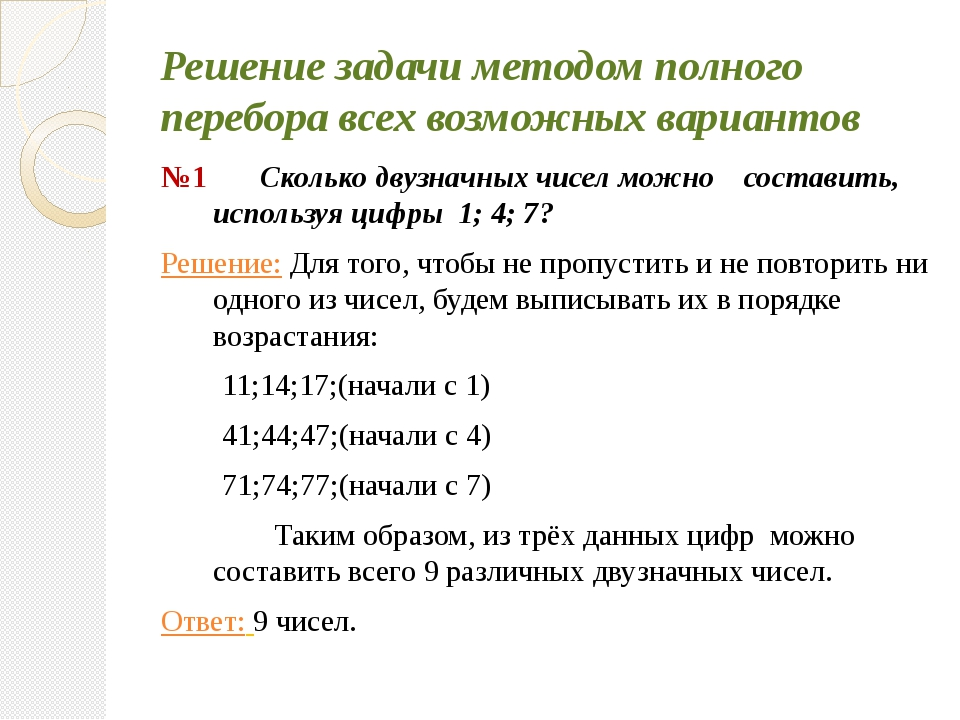 Решение задачи методом полного
перебора всех возможных вариантов
№1 Сколько двузначных чисел можно составить,
используя цифры 1; 4; 7?
Решение: Для того, чтобы не пропустить и не повторить ни
одного из чисел, будем выписывать их в порядке
возрастания:
11;14;17;(начали с 1)
41;44;47;(начали с 4)
71;74;77;(начали с 7)
Таким образом, из трёх данных цифр можно
составить всего 9 различных двузначных чисел.
Ответ: 9 чисел.